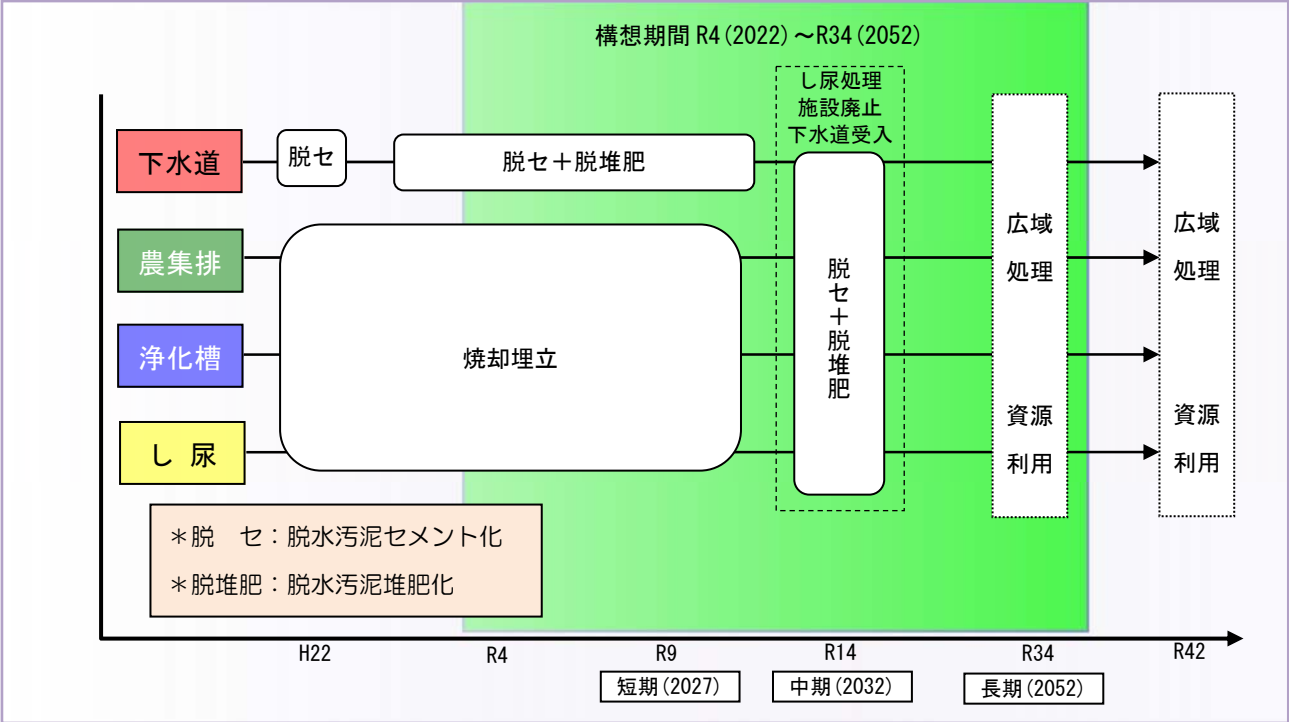 構想期間 R4(2022)～R34(2052)
し尿処理
施設廃止
下水道受入
下水道
脱セ
脱セ＋脱堆肥
農集排
浄化槽
し 尿
焼却埋立
脱セ＋脱堆肥
広域
処理
資源
利用
広域
処理
資源
利用
＊脱　セ：脱水汚泥セメント化
＊脱堆肥：脱水汚泥堆肥化
H22
R4
R9
R14
R34
R42
短期(2027)
中期(2032)
長期(2052)